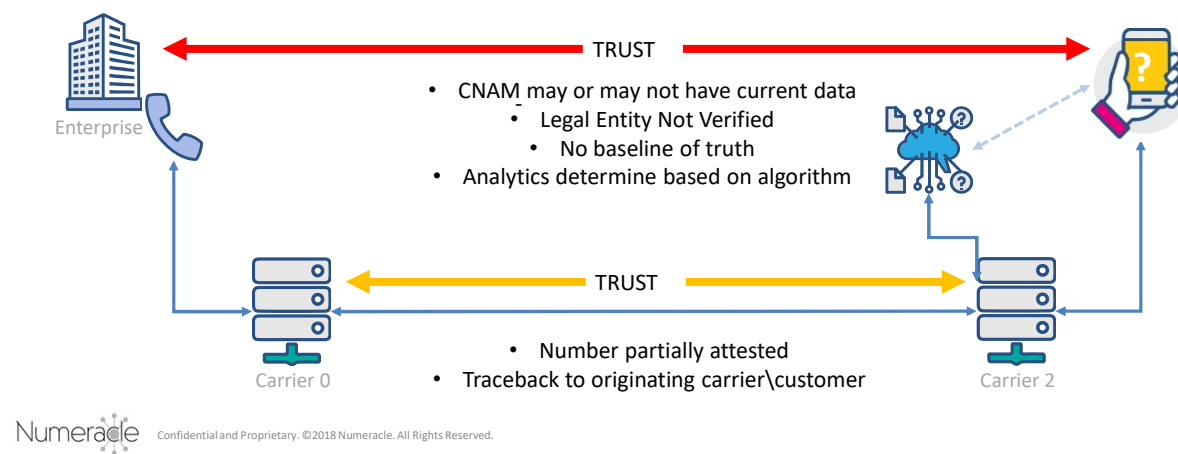 TRUST
?
• CNAM may or may not have current data
• Legal Entity Not Verified
• No baseline of truth
• Analytics determine based on algorithm
Enterprise
?
?
TRUST
• Number partially attested
• Traceback to originating carrier\customer
Carrier 0
Carrier 2
Numeracle
Confidential and Proprietary. ©2018 Numeracle. All Rights Reserved.